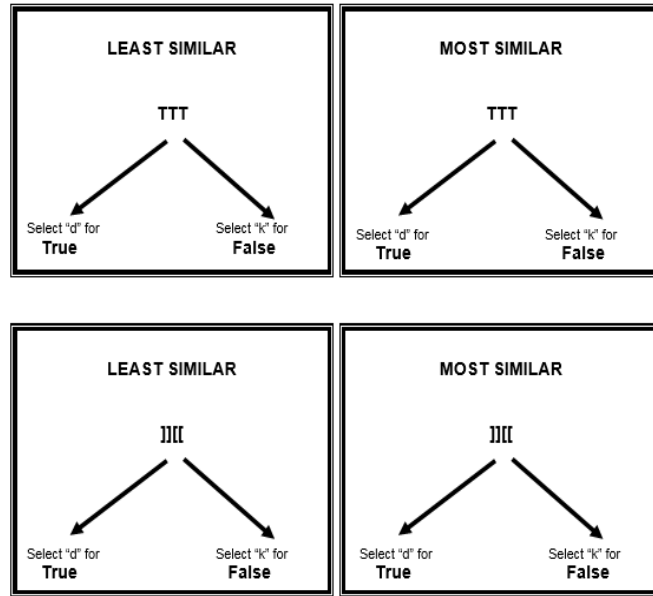 LEAST SIMILAR
TTT
Select “d” for
True
Select “k” for
False
MOST SIMILAR
TTT
Select “d” for
True
Select “k” for
False
LEAST SIMILAR
]][[
Select “d” for
True
Select “k” for
False
MOST SIMILAR
]][[
Select “d” for
True
Select “k” for
False